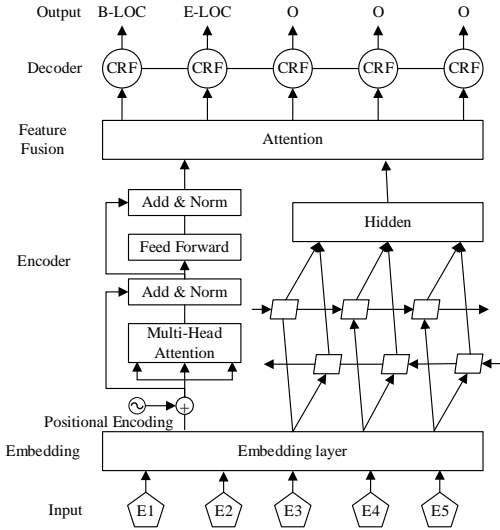 Output B-LOC E-LOC O O O
Decoder CRF CRF CRF CRF CRF
Feature
Fusion
Attention
Add & Norm
Hidden
Feed Forward
Encoder
Add & Norm
Multi-Head
Attention
Positional Encoding
Embedding Embedding layer
Input E1 E2 E3 E4 E5